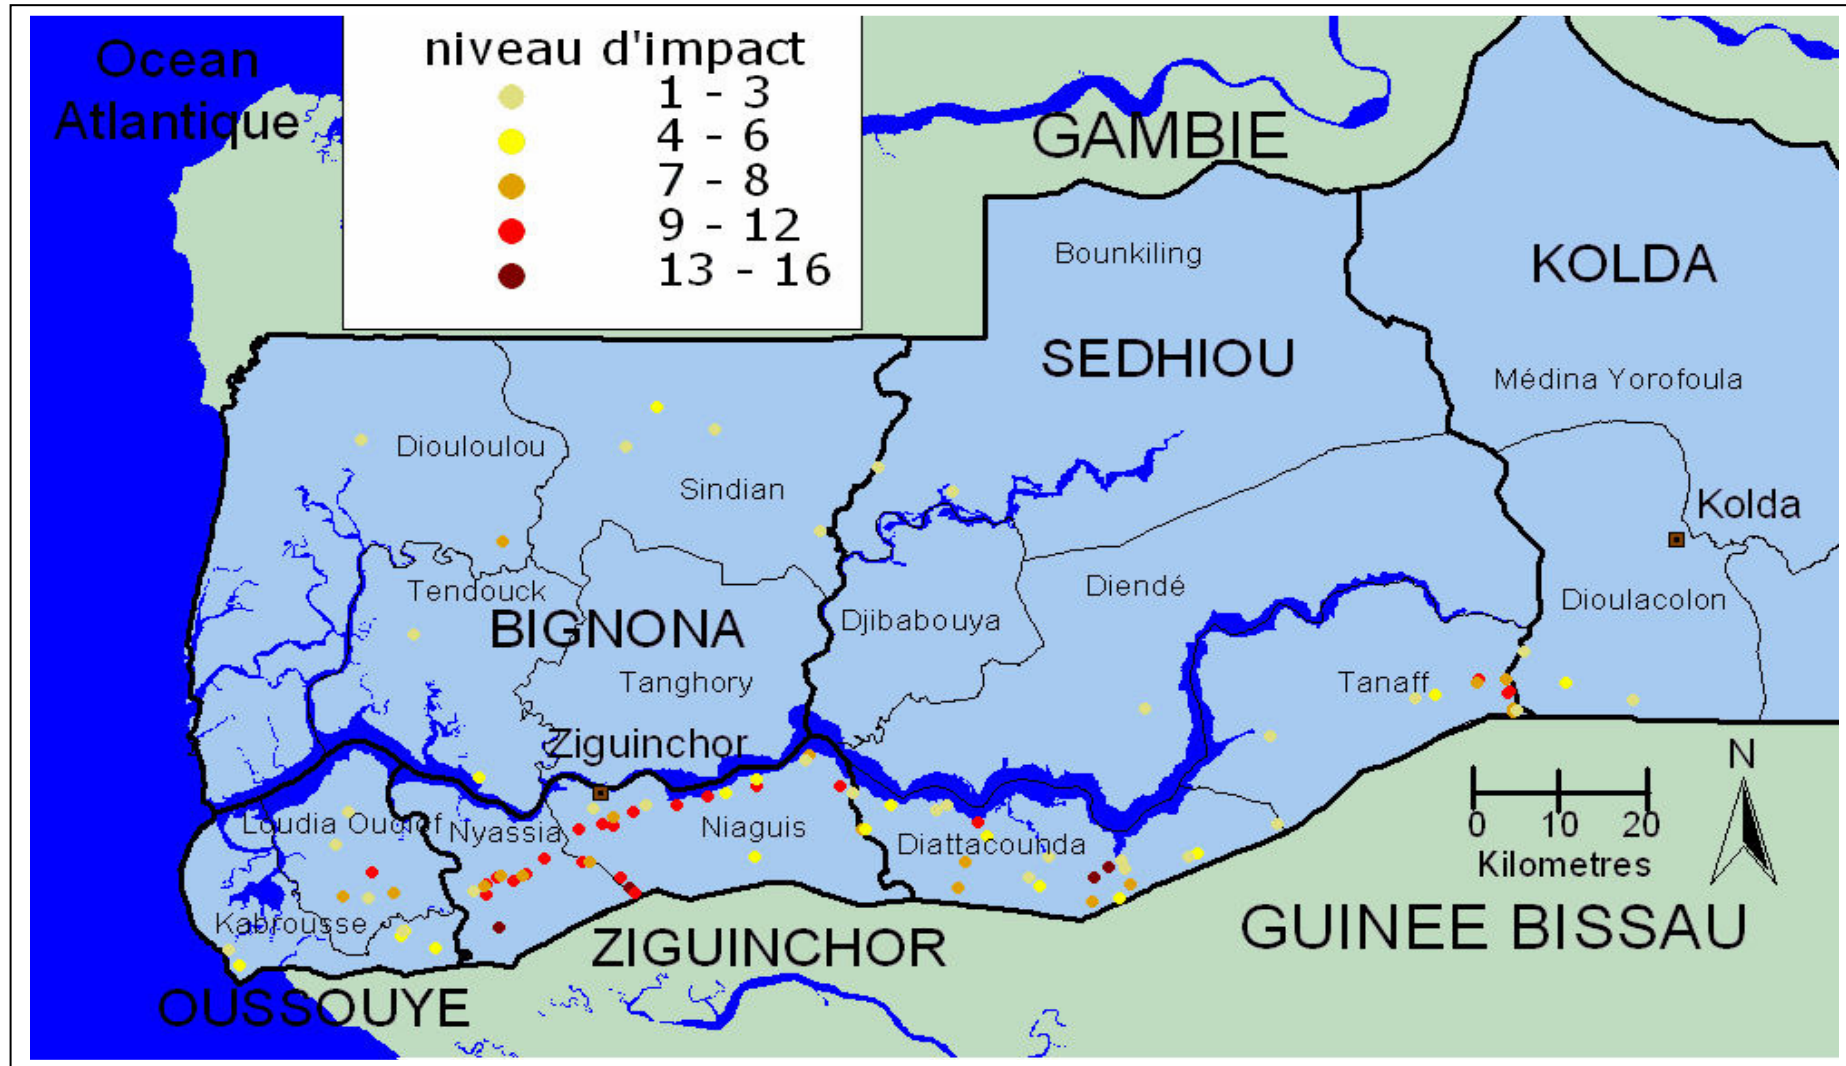 Ocean
Atlantique
niveau d'impact
1 - 3
4 - 6
7 - 8
9 - 12
13 - 16
GAMBIE
Bounkiling
KOLDA
SEDHIOU
Médina Yorofoula
Diouloulou
Sindian
Kolda
Tendouck
Diendé
Dioulacolon
BIGNONA
Djibabouya
Tanghory
Tanaff
Ziguinchor
N
0 10 20
Kilometres
Loudia Ouolof
Nyassia
Niaguis
Diattacounda
Kabrousse
ZIGUINCHOR
GUINEE BISSAU
OUSSOUYE